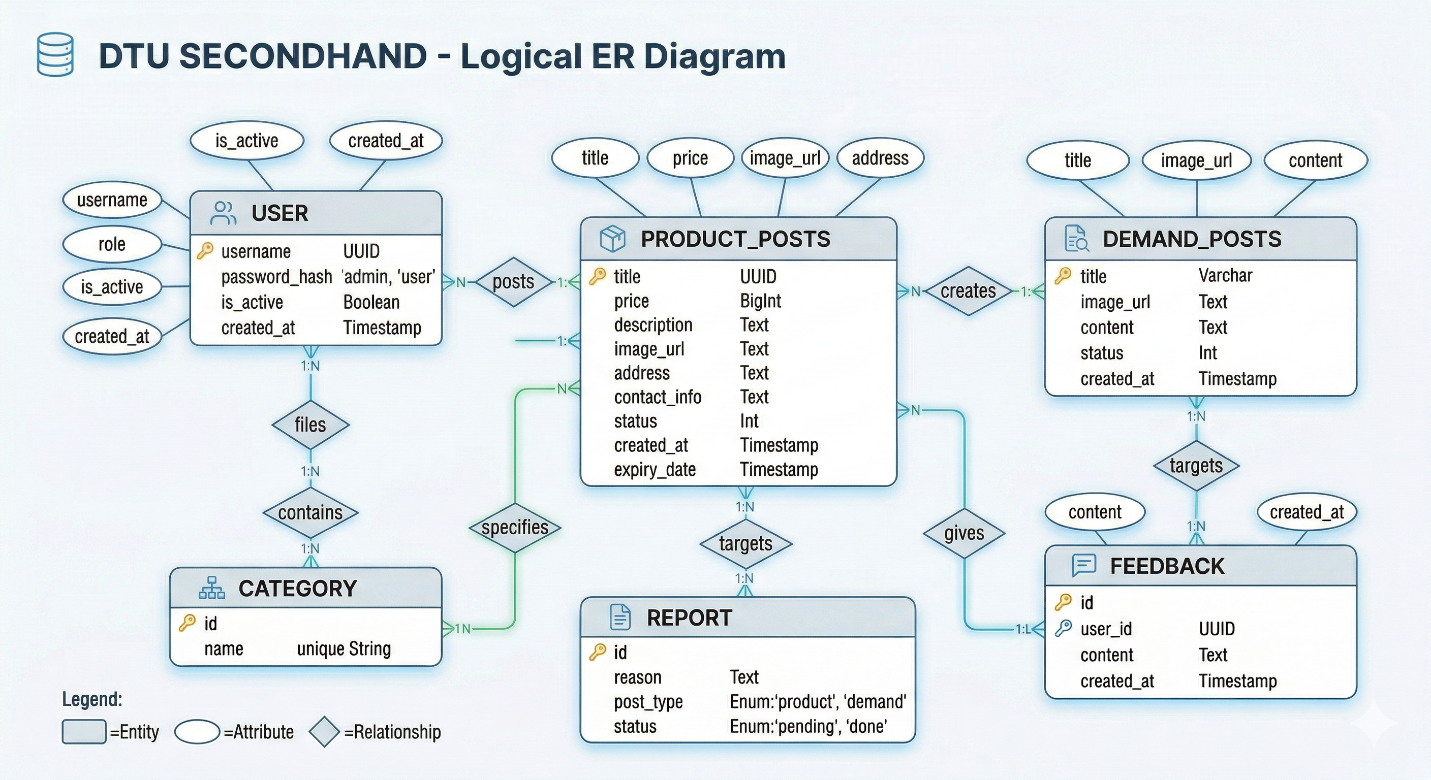 DTU SECONDHAND - Logical ER Diagram
is_active
created_at
username
role
is_active
created_at
USER
username UUID
password_hash 'admin, 'user'
is_active Boolean
created_at Timestamp
N
posts
1:
title
price
image_url
address
PRODUCT_POSTS
title UUID
price BigInt
description Text
image_url Text
address Text
contact_info Text
status Int
created_at Timestamp
expiry_date Timestamp
1:
N
N
creates
1:
title
image_url
content
DEMAND_POSTS
title Varchar
image_url Text
content Text
status Int
created_at Timestamp
1:N
files
1:N
contains
1:N
CATEGORY
id
name unique String
1N
specifies
1:N
targets
1:N
REPORT
id
reason Text
post_type Enum:'product', 'demand'
status Enum:'pending', 'done'
N
gives
1:L
1:N
targets
1:N
content
created_at
FEEDBACK
id
user_id UUID
content Text
created_at Timestamp
Legend:
=Entity
=Attribute
=Relationship